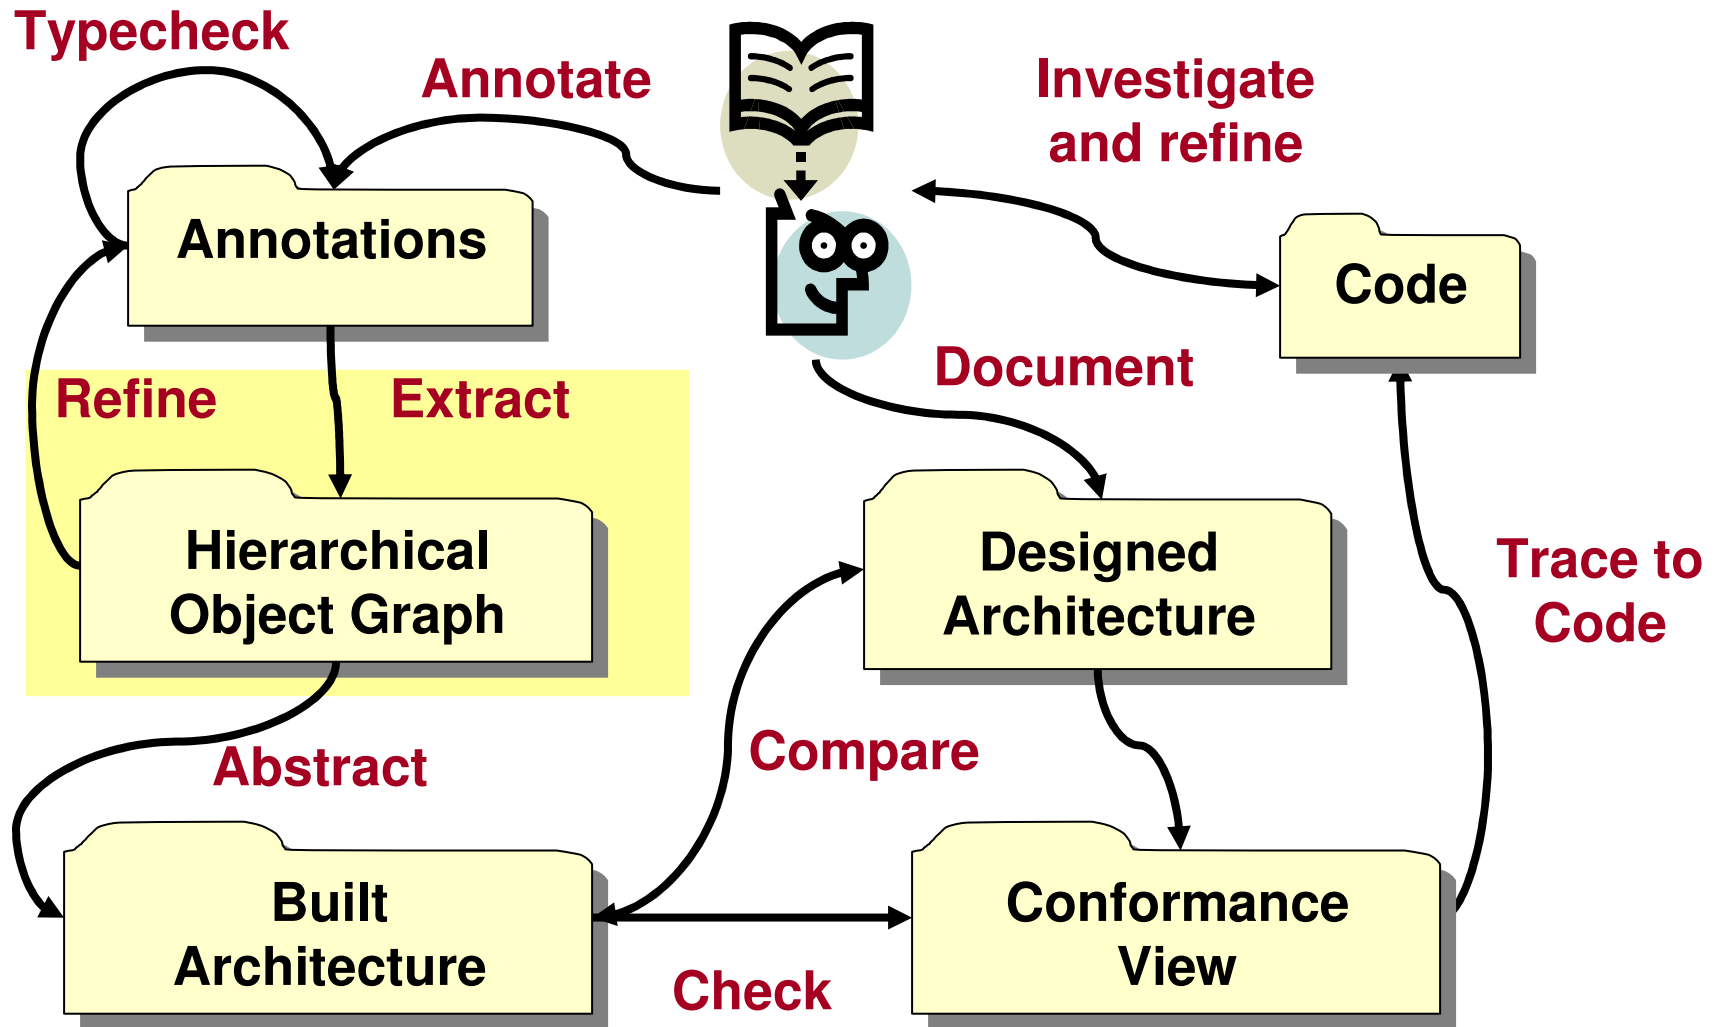 Typecheck
Annotate
Investigate
and refine
Annotations
Code
Document
Refine
Extract
Hierarchical
Object Graph
Designed
Architecture
Trace to
Code
Abstract
Compare
Built
Architecture
Conformance
View
Check